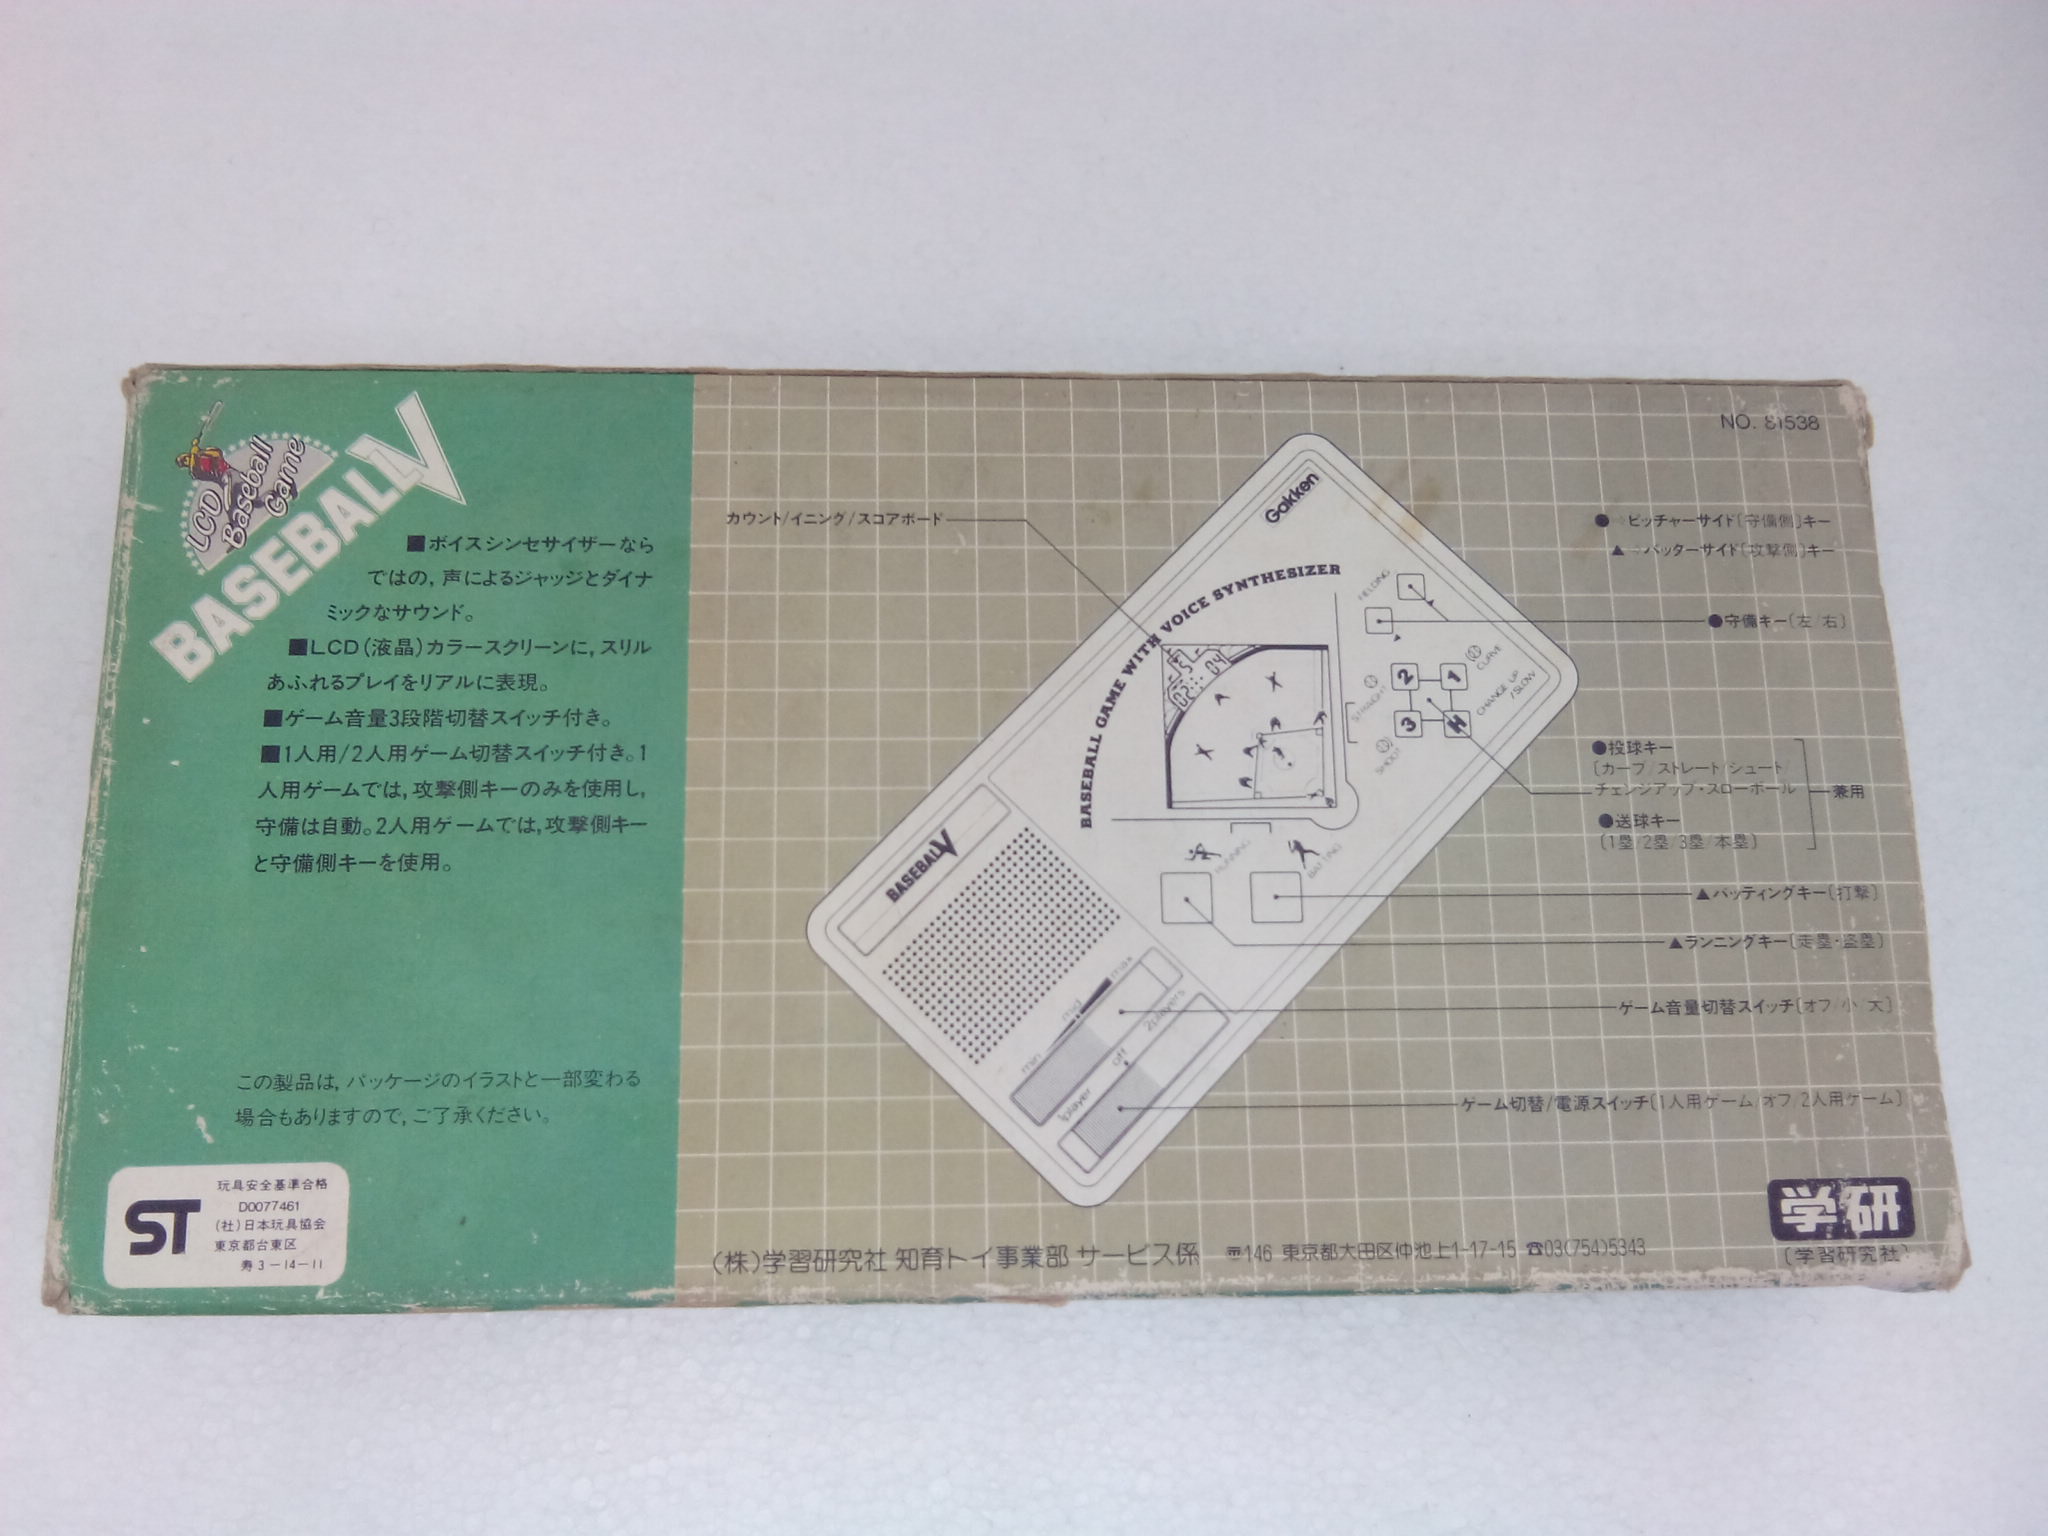 LCD
Baseball
Game
BASEBALL V
■ボイスシンセサイザーなら
ではの，声によるジャッジとダイナ
ミックなサウンド。
■LCD（液晶）カラースクリーンに，スリル
あふれるプレイをリアルに表現。
■ゲーム音量3段階切替スイッチ付き。
■1人用/2人用ゲーム切替スイッチ付き。1
人用ゲームでは，攻撃側キーのみを使用し，
守備は自動。2人用ゲームでは，攻撃側キー
と守備側キーを使用。
この製品は，パッケージのイラストと一部変わる
場合もありますので，ご了承ください。
ST
玩具安全基準合格
D0077461
（社）日本玩具協会
東京都台東区
寿3-14-11
NO. 81538
カウント/イニング/スコアボード
Gakken
BASEBALL GAME WITH VOICE SYNTHESIZER
FIELDING
STRAIGHT
CURVE
CHANGE UP
/SLOW
SHOOT
2
1
3
H
5
02
04
RUNNING
BATTING
BASEBALL V
min
mid
max
1player
off
2players
●⇨ピッチャーサイド〔守備側〕キー
▲⇨バッターサイド〔攻撃側〕キー
●守備キー〔左/右〕
●投球キー
〔カーブ/ストレート/シュート/
チェンジアップ・スローボール
●送球キー
〔1塁/2塁/3塁/本塁〕
兼用
▲バッティングキー〔打撃〕
▲ランニングキー〔走塁・盗塁〕
ゲーム音量切替スイッチ〔オフ/小/大〕
ゲーム切替/電源スイッチ〔1人用ゲーム/オフ/2人用ゲーム〕
学研
〔学習研究社〕
（株）学習研究社 知育トイ事業部 サービス係 〒146 東京都大田区仲池上1-17-15 ☎03(754)5343